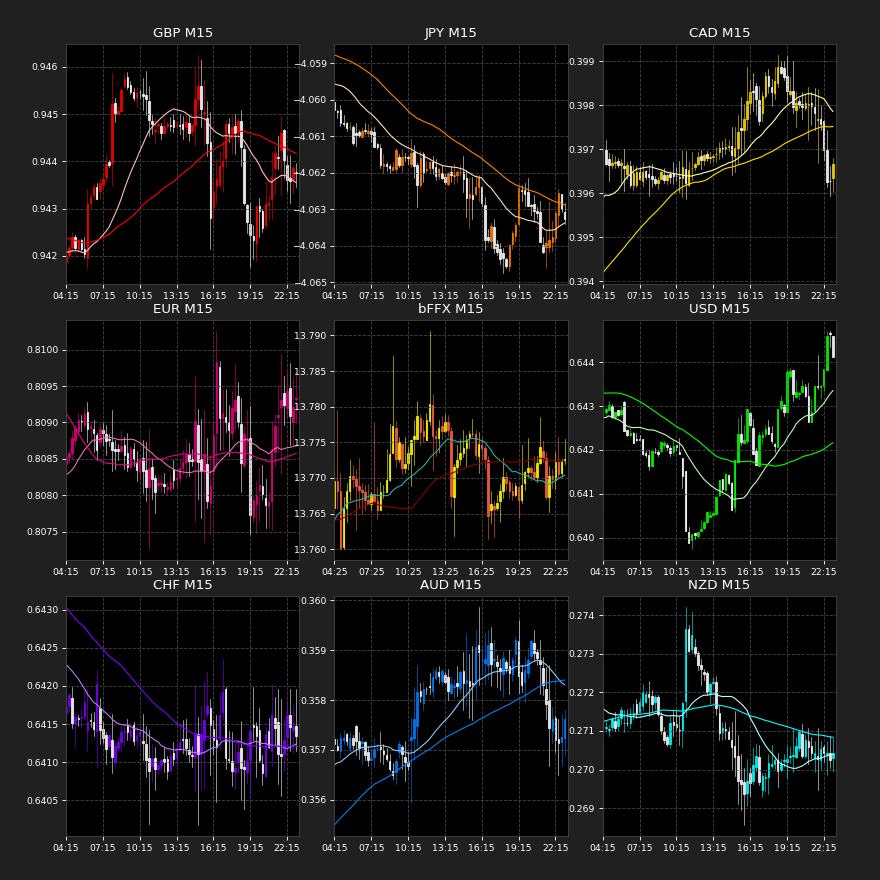 GBP M15
0.946
0.945
0.944
0.943
0.942
04:15 07:15 10:15 13:15 16:15 19:15 22:15
JPY M15
−4.059
−4.060
−4.061
−4.062
−4.063
−4.064
−4.065
04:15 07:15 10:15 13:15 16:15 19:15 22:15
CAD M15
0.399
0.398
0.397
0.396
0.395
0.394
04:15 07:15 10:15 13:15 16:15 19:15 22:15
EUR M15
0.8100
0.8095
0.8090
0.8085
0.8080
0.8075
04:15 07:15 10:15 13:15 16:15 19:15 22:15
bFFX M15
13.790
13.785
13.780
13.775
13.770
13.765
13.760
04:25 07:25 10:25 13:25 16:25 19:25 22:25
USD M15
0.644
0.643
0.642
0.641
0.640
04:15 07:15 10:15 13:15 16:15 19:15 22:15
CHF M15
0.6430
0.6425
0.6420
0.6415
0.6410
0.6405
04:15 07:15 10:15 13:15 16:15 19:15 22:15
AUD M15
0.360
0.359
0.358
0.357
0.356
04:15 07:15 10:15 13:15 16:15 19:15 22:15
NZD M15
0.274
0.273
0.272
0.271
0.270
0.269
04:15 07:15 10:15 13:15 16:15 19:15 22:15